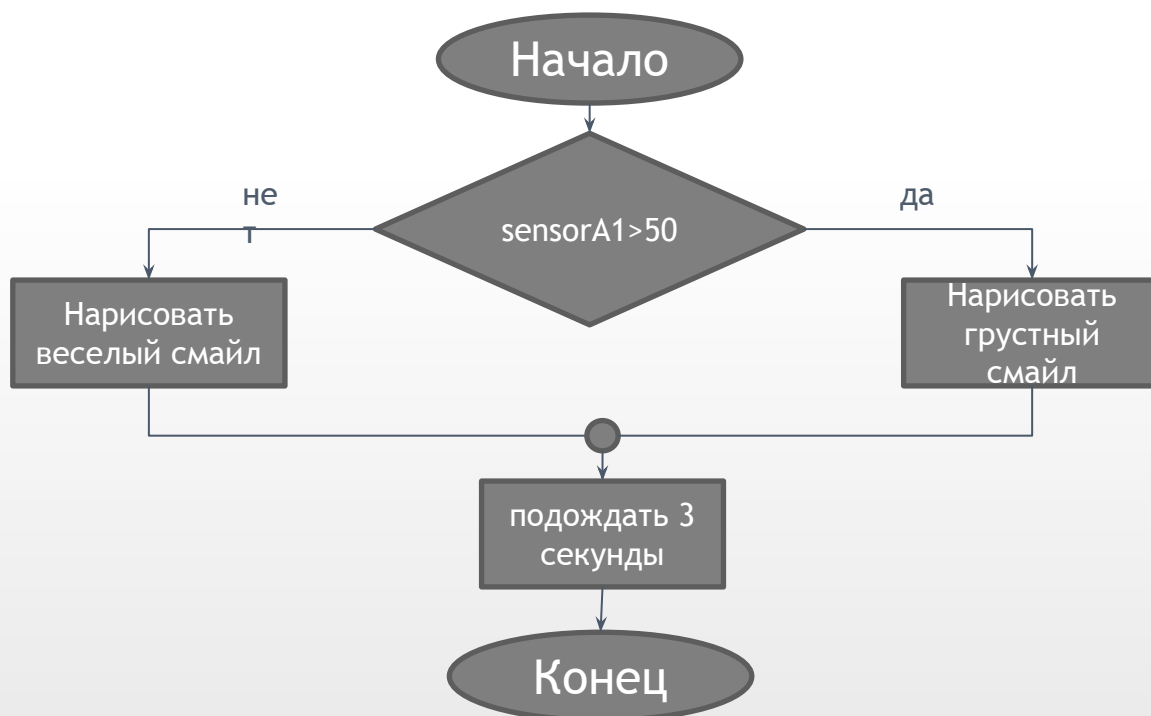 Начало
не
т
да
sensorA1>50
Нарисовать
веселый смайл
Нарисовать
грустный
смайл
подождать 3
секунды
Конец